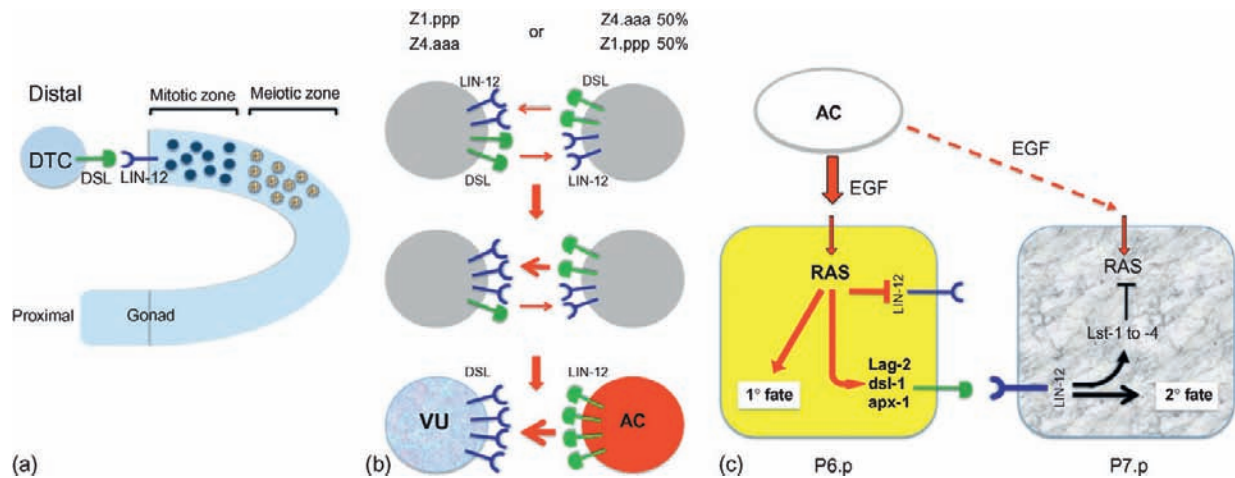 Distal
Mitotic zone
Meiotic zone
DTC
DSL
LIN-12
Proximal
Gonad
(a)
Z1.ppp or Z4.aaa 50%
Z4.aaa Z1.ppp 50%
LIN-12
DSL
DSL
LIN-12
DSL
LIN-12
VU
AC
(b)
AC
EGF
EGF
RAS
LIN-12
1° fate
Lag-2
dsl-1
apx-1
P6.p
RAS
Lst-1 to -4
LIN-12
2° fate
P7.p
(c)